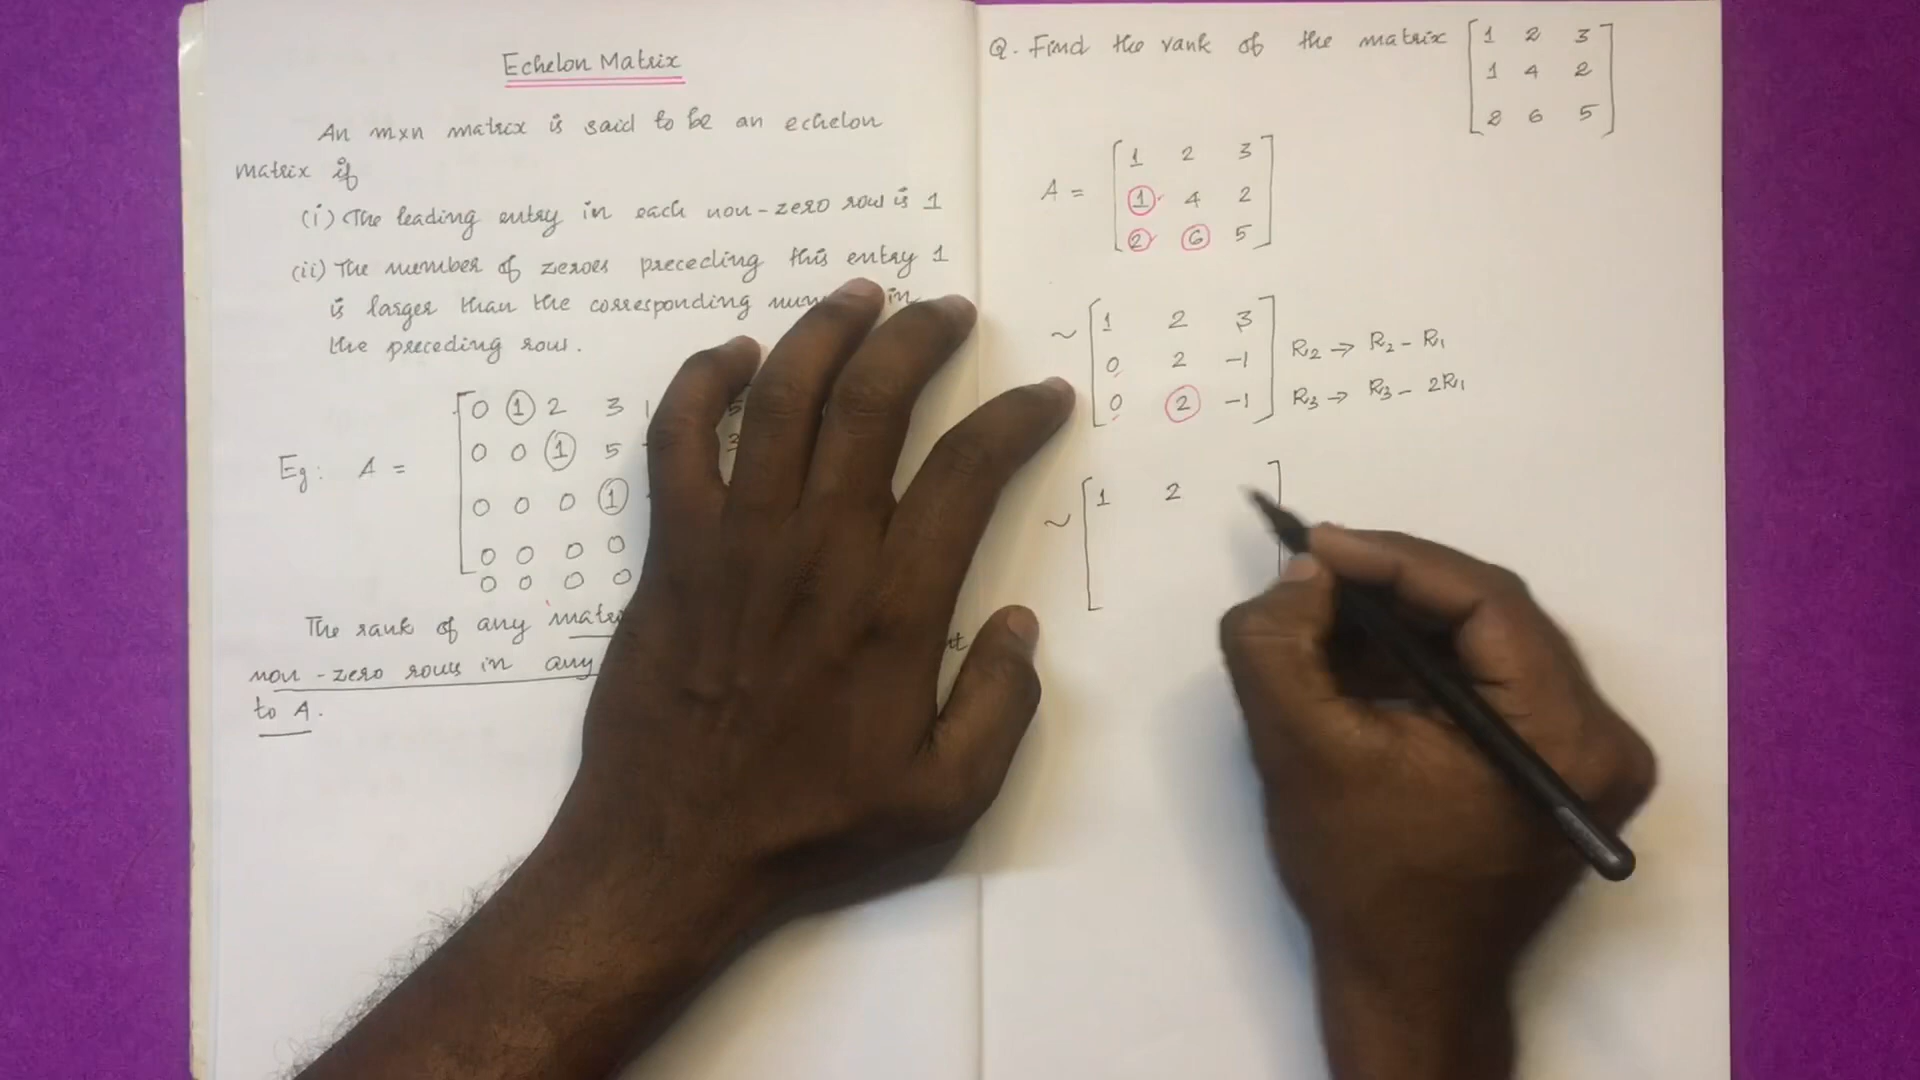 Echelon Matrix
An mxn matrix is said to be an echelon
matrix if
(i) The leading entry in each non-zero row is 1
(ii) The number of zeroes preceding this entry 1
is larger than the corresponding in
the preceding row.
Eg: A =
0 1 2 3 1 5
0 0 1 5 3
0 0 0 1
0 0 0 0
0 0 0 0
The rank of any
non-zero rows in any
to A.
Q. Find the rank of the matrix [1 2 3
1 4 2
2 6 5]
A = [1 2 3
1 4 2
2 6 5]
~ [1 2 3
0 2 -1] R2 → R2 - R1
0 2 -1] R3 → R3 - 2R1
~ [1 2 ]